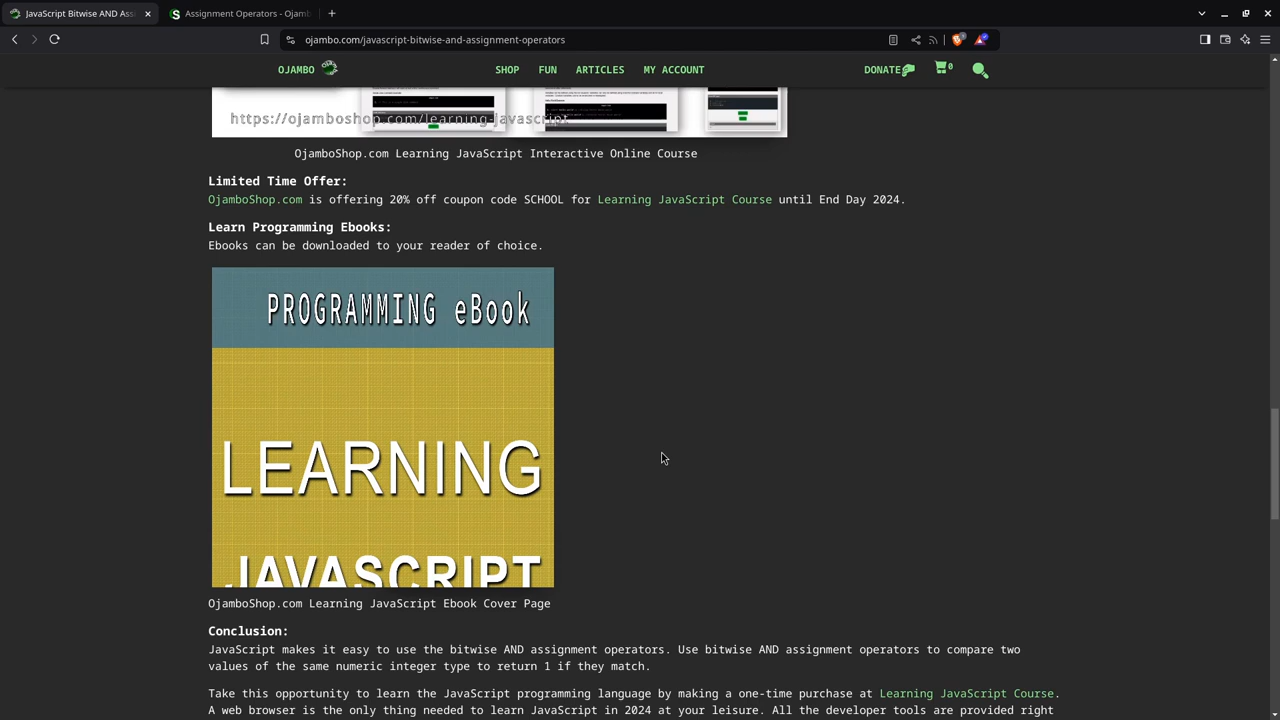 JavaScript Bitwise AND Ass
Assignment Operators - Ojamb
ojambo.com/javascript-bitwise-and-assignment-operators
OJAMBO
SHOP
FUN
ARTICLES
MY ACCOUNT
DONATE
0
https://ojamboshop.com/learning-javascript
OjamboShop.com Learning JavaScript Interactive Online Course
Limited Time Offer:
OjamboShop.com is offering 20% off coupon code SCHOOL for Learning JavaScript Course until End Day 2024.
Learn Programming Ebooks:
Ebooks can be downloaded to your reader of choice.
PROGRAMMING eBook
LEARNING
JAVASCRIPT
OjamboShop.com Learning JavaScript Ebook Cover Page
Conclusion:
JavaScript makes it easy to use the bitwise AND assignment operators. Use bitwise AND assignment operators to compare two
values of the same numeric integer type to return 1 if they match.
Take this opportunity to learn the JavaScript programming language by making a one-time purchase at Learning JavaScript Course.
A web browser is the only thing needed to learn JavaScript in 2024 at your leisure. All the developer tools are provided right